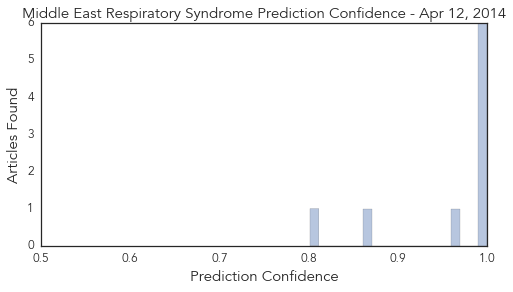 Middle East Respiratory Syndrome Prediction Confidence - Apr 12, 2014
6
5
4
3
2
1
0
Articles Found
0.5 0.6 0.7 0.8 0.9 1.0
Prediction Confidence